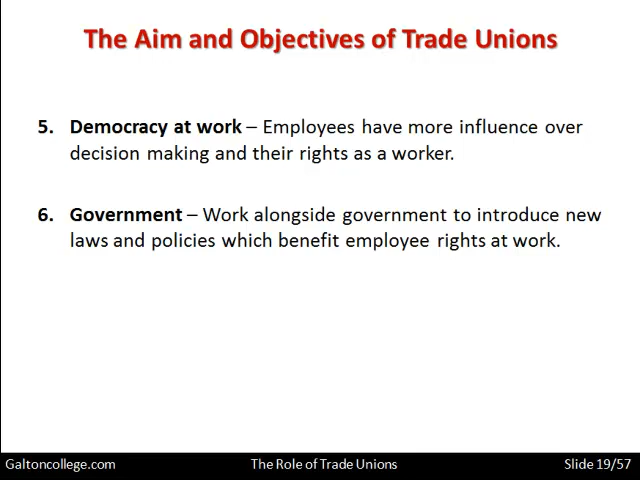 The Aim and Objectives of Trade Unions
5. Democracy at work – Employees have more influence over
decision making and their rights as a worker.
6. Government – Work alongside government to introduce new
laws and policies which benefit employee rights at work.
Galtoncollege.com The Role of Trade Unions Slide 19/57